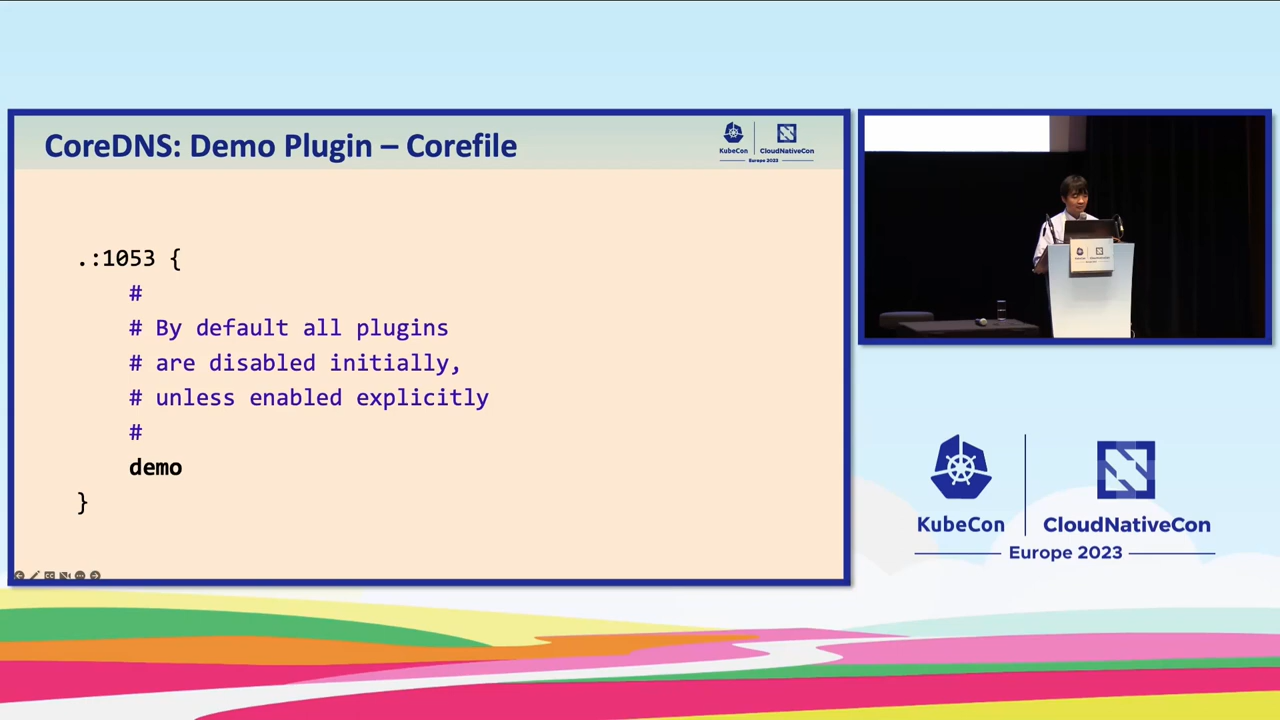 CoreDNS: Demo Plugin – Corefile
KubeCon
CloudNativeCon
Europe 2023
.:1053 {
#
# By default all plugins
# are disabled initially,
# unless enabled explicitly
#
demo
}
KubeCon
CloudNativeCon
Europe 2023